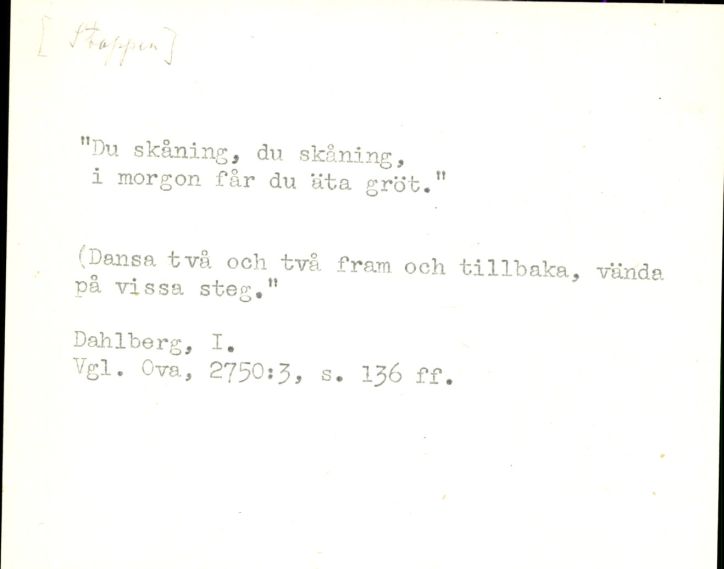 [Stoppen]
"Du skåning, du skåning,
i morgon får du äta gröt."
(Dansa två och två fram och tillbaka, vända
på vissa steg."
Dahlberg, I.
Vgl. Ova, 2750:3, s. 136 ff.